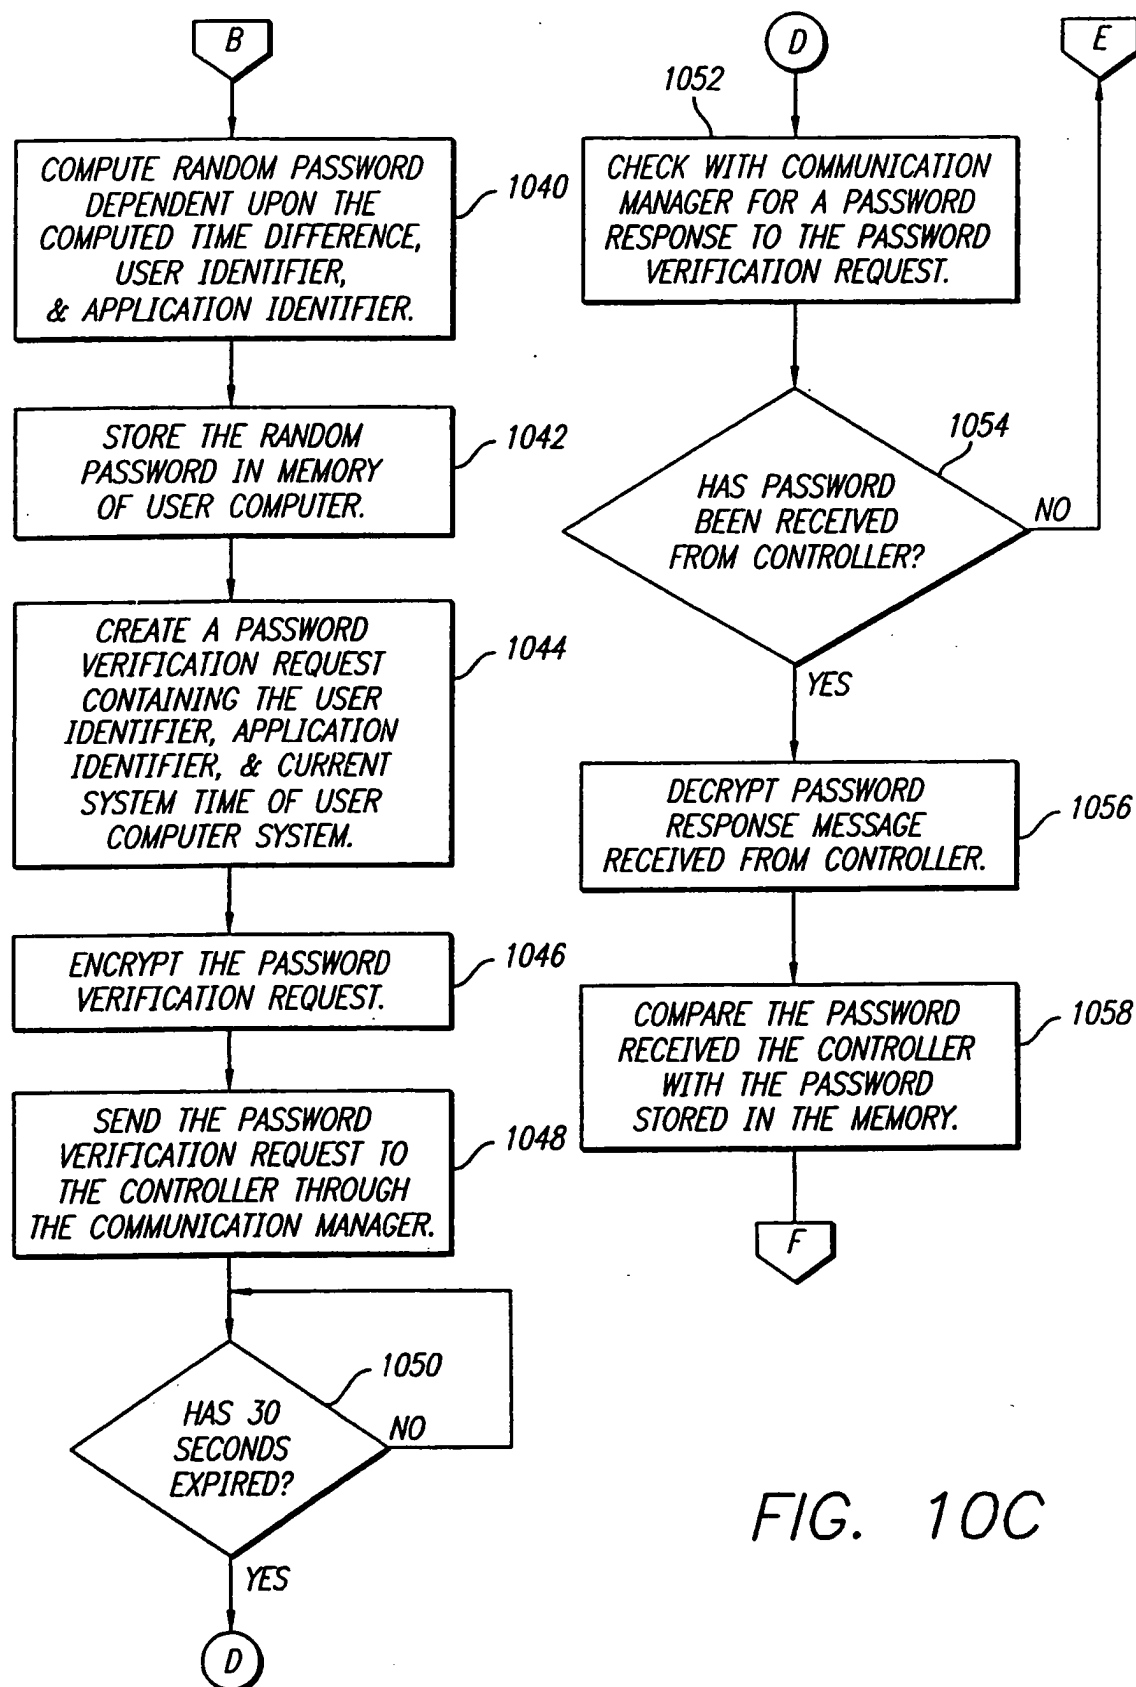 B
COMPUTE RANDOM PASSWORD
DEPENDENT UPON THE
COMPUTED TIME DIFFERENCE,
USER IDENTIFIER,
& APPLICATION IDENTIFIER.
1040
STORE THE RANDOM
PASSWORD IN MEMORY
OF USER COMPUTER.
1042
CREATE A PASSWORD
VERIFICATION REQUEST
CONTAINING THE USER
IDENTIFIER, APPLICATION
IDENTIFIER, & CURRENT
SYSTEM TIME OF USER
COMPUTER SYSTEM.
1044
ENCRYPT THE PASSWORD
VERIFICATION REQUEST.
1046
SEND THE PASSWORD
VERIFICATION REQUEST TO
THE CONTROLLER THROUGH
THE COMMUNICATION MANAGER.
1048
HAS 30
SECONDS
EXPIRED?
1050
NO
YES
D
D
E
1052
CHECK WITH COMMUNICATION
MANAGER FOR A PASSWORD
RESPONSE TO THE PASSWORD
VERIFICATION REQUEST.
HAS PASSWORD
BEEN RECEIVED
FROM CONTROLLER?
1054
NO
YES
DECRYPT PASSWORD
RESPONSE MESSAGE
RECEIVED FROM CONTROLLER.
1056
COMPARE THE PASSWORD
RECEIVED THE CONTROLLER
WITH THE PASSWORD
STORED IN THE MEMORY.
1058
F
FIG. 10C